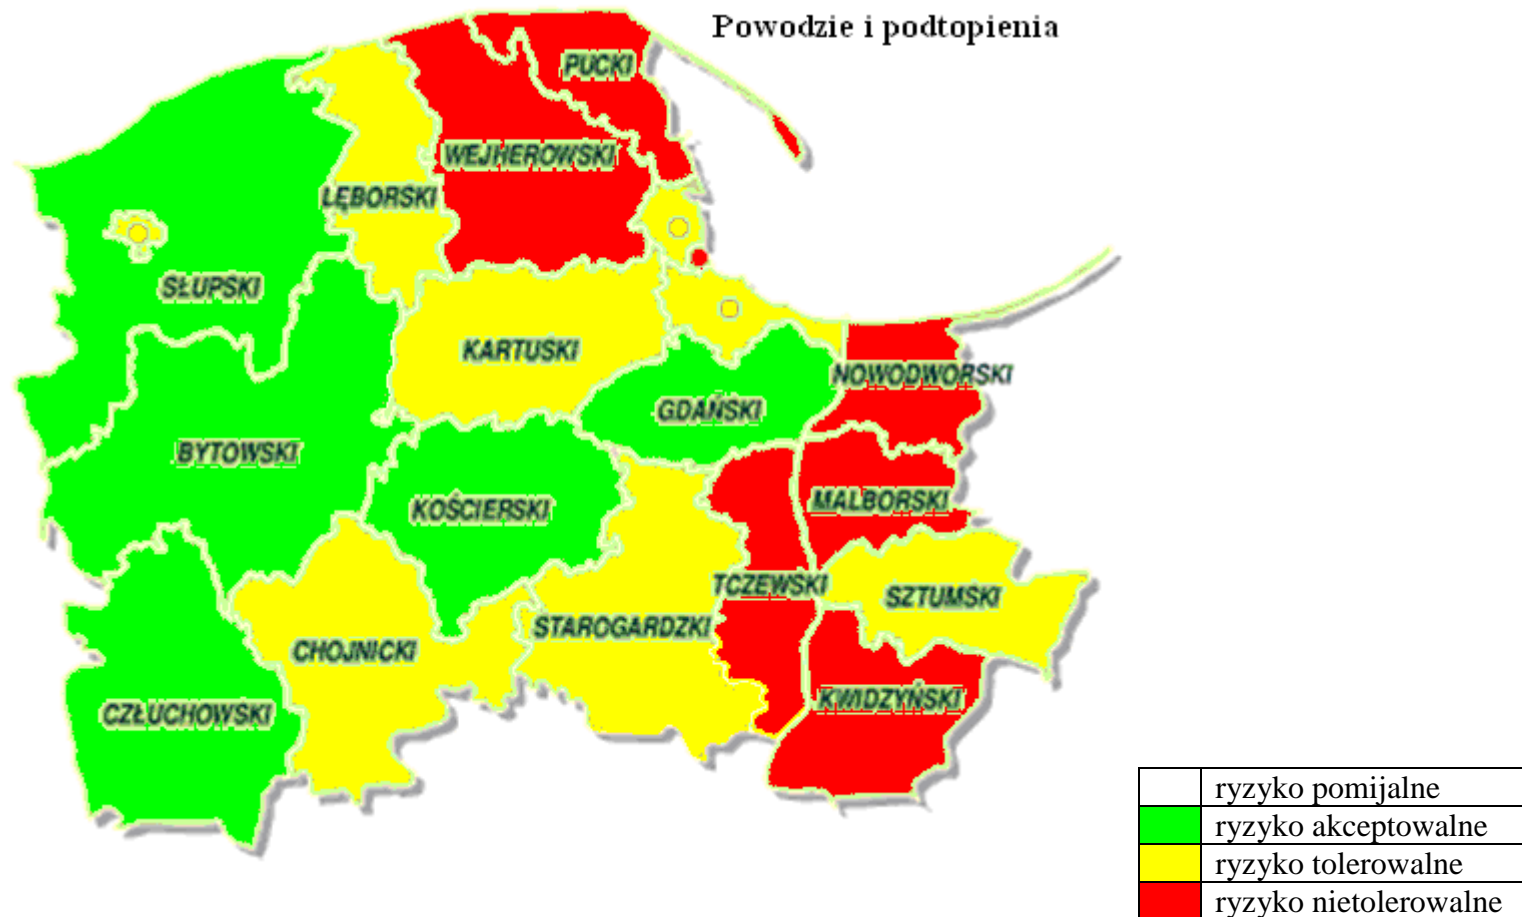 Powodzie i podtopienia
PUCKI
WEJHEROWSKI
LĘBORSKI
SŁUPSKI
KARTUSKI
NOWODWORSKI
GDAŃSKI
BYTOWSKI
MALBORSKI
KOŚCIERSKI
TCZEWSKI
SZTUMSKI
STAROGARDZKI
CHOJNICKI
KWIDZYŃSKI
CZŁUCHOWSKI
ryzyko pomijalne
ryzyko akceptowalne
ryzyko tolerowalne
ryzyko nietolerowalne